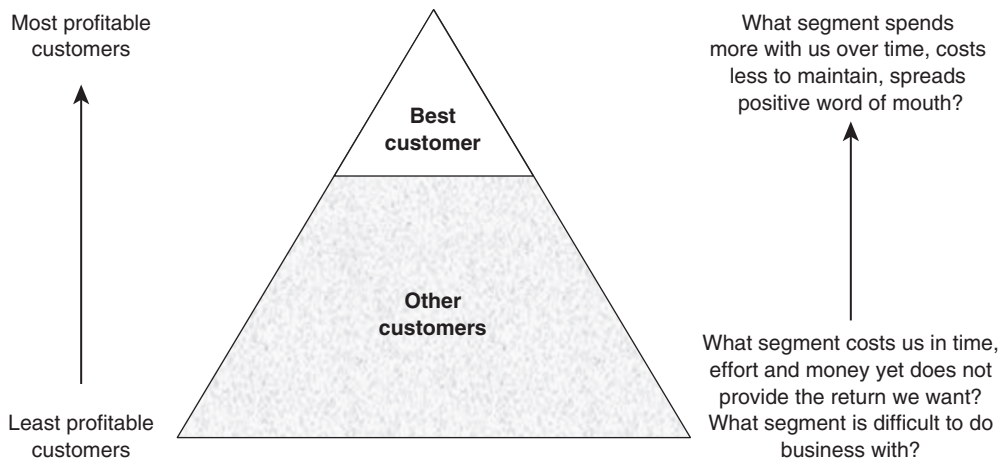 Most profitable
customers
Least profitable
customers
Best
customer
Other
customers
What segment spends
more with us over time, costs
less to maintain, spreads
positive word of mouth?
What segment costs us in time,
effort and money yet does not
provide the return we want?
What segment is difficult to do
business with?